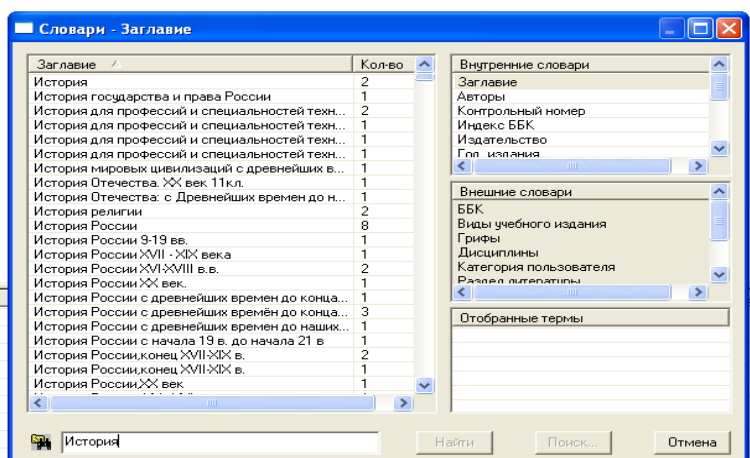 Словари - Заглавие
Заглавие Кол-во
История 2
История государства и права России 1
История для профессий и специальностей техн... 2
История для профессий и специальностей техн... 1
История для профессий и специальностей техн... 1
История для профессий и специальностей техн... 1
История мировых цивилизаций с древнейших в... 1
История Отечества. XX век 11кл. 1
История Отечества: с Древнейших времен до н... 1
История религии 2
История России 8
История России 9-19 вв. 1
История России XVII - XIX века 1
История России XVI-XVIII в.в. 2
История России XX век. 1
История России с древнейших времен до конца... 1
История России с древнейших времён до конца... 3
История России с древнейших времен до наших... 1
История России с начала 19 в. до начала 21 в 1
История России,конец XVII-XIX в. 2
История России,конец XVII-XIX в. 1
История России,XX век 1
Внутренние словари
Заглавие
Авторы
Контрольный номер
Индекс ББК
Издательство
Год издания
Внешние словари
ББК
Виды учебного издания
Грифы
Дисциплины
Категория пользователя
Раздел литературы
Отобранные термы
История Найти Поиск... Отмена